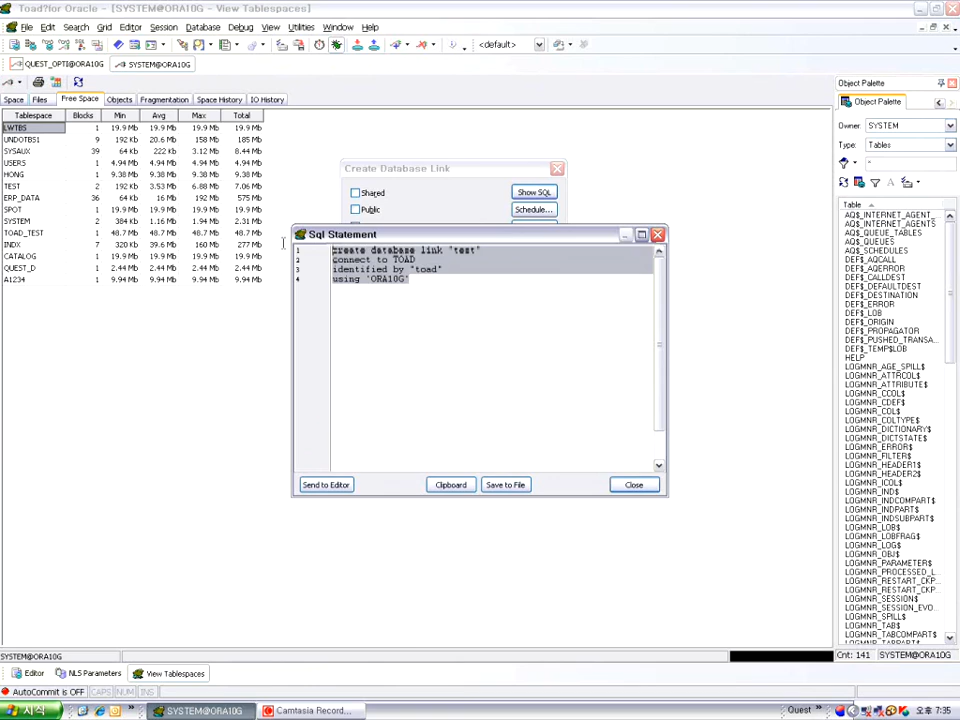 Toad?for Oracle - [SYSTEM@ORA10G - View Tablespaces]
File Edit Search Grid Editor Session Database Debug View Utilities Window Help
<default>
QUEST_OPTI@ORA10G SYSTEM@ORA10G
Space Files Free Space Objects Fragmentation Space History IO History
Tablespace Blocks Min Avg Max Total
LWTBS 1 19.9 Mb 19.9 Mb 19.9 Mb 19.9 Mb
UNDOTBS1 9 192 Kb 20.6 Mb 158 Mb 185 Mb
SYSAUX 39 64 Kb 222 Kb 3.12 Mb 8.44 Mb
USERS 1 4.94 Mb 4.94 Mb 4.94 Mb 4.94 Mb
HONG 1 9.38 Mb 9.38 Mb 9.38 Mb 9.38 Mb
TEST 2 192 Kb 3.53 Mb 6.88 Mb 7.06 Mb
ERP_DATA 36 64 Kb 16 Mb 192 Mb 575 Mb
SPOT 1 19.9 Mb 19.9 Mb 19.9 Mb 19.9 Mb
SYSTEM 2 384 Kb 1.16 Mb 1.94 Mb 2.31 Mb
TOAD_TEST 1 48.7 Mb 48.7 Mb 48.7 Mb 48.7 Mb
INDX 7 320 Kb 39.6 Mb 160 Mb 277 Mb
CATALOG 1 19.9 Mb 19.9 Mb 19.9 Mb 19.9 Mb
QUEST_D 1 2.44 Mb 2.44 Mb 2.44 Mb 2.44 Mb
A1234 1 9.94 Mb 9.94 Mb 9.94 Mb 9.94 Mb
Create Database Link
Shared Show SQL
Public Schedule...
Sql Statement
1 create database link "test"
2 connect to TOAD
3 identified by "toad"
4 using 'ORA10G'
Send to Editor Clipboard Save to File Close
Object Palette
Object Palette
Owner: SYSTEM
Type: Tables
*
Table
AQ$_INTERNET_AGENT_
AQ$_INTERNET_AGENTS
AQ$_QUEUE_TABLES
AQ$_QUEUES
AQ$_SCHEDULES
DEF$_AQCALL
DEF$_AQERROR
DEF$_CALLDEST
DEF$_DEFAULTDEST
DEF$_DESTINATION
DEF$_ERROR
DEF$_LOB
DEF$_ORIGIN
DEF$_PROPAGATOR
DEF$_PUSHED_TRANSA...
DEF$_TEMP$LOB
HELP
LOGMNR_AGE_SPILL$
LOGMNR_ATTRCOL$
LOGMNR_ATTRIBUTE$
LOGMNR_CCOL$
LOGMNR_CDEF$
LOGMNR_COL$
LOGMNR_COLTYPE$
LOGMNR_DICTIONARY$
LOGMNR_DICTSTATE$
LOGMNR_ERROR$
LOGMNR_FILTER$
LOGMNR_HEADER1$
LOGMNR_HEADER2$
LOGMNR_ICOL$
LOGMNR_IND$
LOGMNR_INDCOMPART$
LOGMNR_INDPART$
LOGMNR_INDSUBPART$
LOGMNR_LOB$
LOGMNR_LOBFRAG$
LOGMNR_LOG$
LOGMNR_OBJ$
LOGMNR_PARAMETER$
LOGMNR_PROCESSED_L...
LOGMNR_RESTART_CKP...
LOGMNR_RESTART_CKP...
LOGMNR_SESSION$
LOGMNR_SESSION_EVO...
LOGMNR_SPILL$
LOGMNR_TAB$
LOGMNR_TABCOMPART$
LOGMNR_TABPART$
Cnt: 141 SYSTEM@ORA10G
SYSTEM@ORA10G
Editor NLS Parameters View Tablespaces
AutoCommit is OFF CAPS NUM INS
시작 SYSTEM@ORA10G Camtasia Record... Quest 오후 7:35